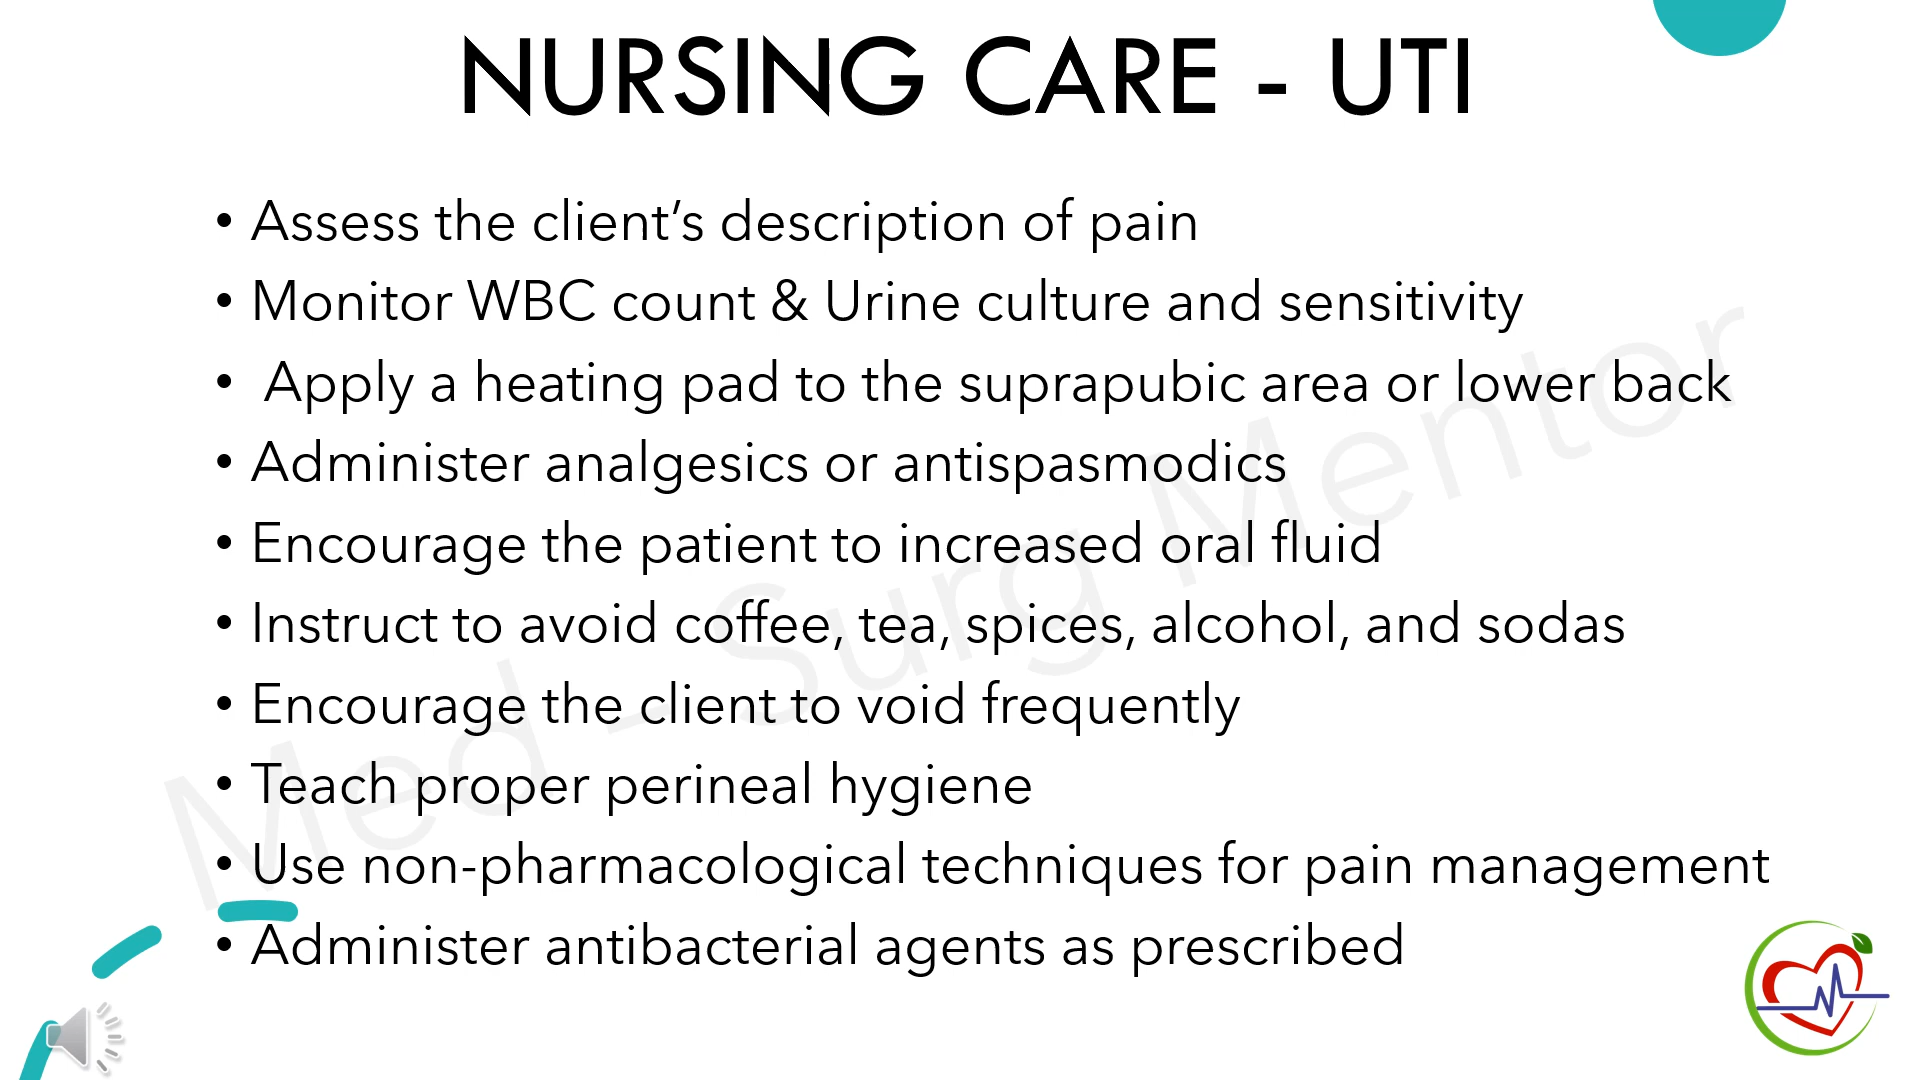 NURSING CARE - UTI
• Assess the client’s description of pain
• Monitor WBC count & Urine culture and sensitivity
• Apply a heating pad to the suprapubic area or lower back
• Administer analgesics or antispasmodics
• Encourage the patient to increased oral fluid
• Instruct to avoid coffee, tea, spices, alcohol, and sodas
• Encourage the client to void frequently
• Teach proper perineal hygiene
• Use non-pharmacological techniques for pain management
• Administer antibacterial agents as prescribed
Med - Surg Mentor